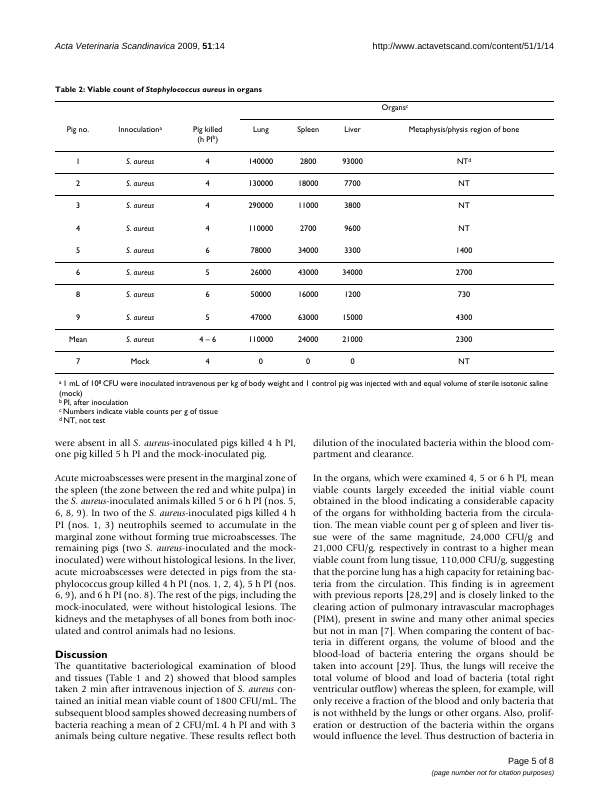 Acta Veterinaria Scandinavica 2009, 51:14 http://www.actavetscand.com/content/51/1/14
Table 2: Viable count of Staphylococcus aureus in organs
Organsc
Pig no. Innoculationa Pig killed (h PIb) Lung Spleen Liver Metaphysis/physis region of bone
1 S. aureus 4 140000 2800 93000 NTd
2 S. aureus 4 130000 18000 7700 NT
3 S. aureus 4 290000 11000 3800 NT
4 S. aureus 4 110000 2700 9600 NT
5 S. aureus 6 78000 34000 3300 1400
6 S. aureus 5 26000 43000 34000 2700
8 S. aureus 6 50000 16000 1200 730
9 S. aureus 5 47000 63000 15000 4300
Mean S. aureus 4 – 6 110000 24000 21000 2300
7 Mock 4 0 0 0 NT
a 1 mL of 10^8 CFU were inoculated intravenous per kg of body weight and 1 control pig was injected with and equal volume of sterile isotonic saline
(mock)
b PI, after inoculation
c Numbers indicate viable counts per g of tissue
d NT, not test
were absent in all S. aureus-inoculated pigs killed 4 h PI,
one pig killed 5 h PI and the mock-inoculated pig.
Acute microabscesses were present in the marginal zone of
the spleen (the zone between the red and white pulpa) in
the S. aureus-inoculated animals killed 5 or 6 h PI (nos. 5,
6, 8, 9). In two of the S. aureus-inoculated pigs killed 4 h
PI (nos. 1, 3) neutrophils seemed to accumulate in the
marginal zone without forming true microabscesses. The
remaining pigs (two S. aureus-inoculated and the mock-
inoculated) were without histological lesions. In the liver,
acute microabscesses were detected in pigs from the sta-
phylococcus group killed 4 h PI (nos. 1, 2, 4), 5 h PI (nos.
6, 9), and 6 h PI (no. 8). The rest of the pigs, including the
mock-inoculated, were without histological lesions. The
kidneys and the metaphyses of all bones from both inoc-
ulated and control animals had no lesions.
Discussion
The quantitative bacteriological examination of blood
and tissues (Table 1 and 2) showed that blood samples
taken 2 min after intravenous injection of S. aureus con-
tained an initial mean viable count of 1800 CFU/mL. The
subsequent blood samples showed decreasing numbers of
bacteria reaching a mean of 2 CFU/mL 4 h PI and with 3
animals being culture negative. These results reflect both
dilution of the inoculated bacteria within the blood com-
partment and clearance.
In the organs, which were examined 4, 5 or 6 h PI, mean
viable counts largely exceeded the initial viable count
obtained in the blood indicating a considerable capacity
of the organs for withholding bacteria from the circula-
tion. The mean viable count per g of spleen and liver tis-
sue were of the same magnitude, 24,000 CFU/g and
21,000 CFU/g, respectively in contrast to a higher mean
viable count from lung tissue, 110,000 CFU/g, suggesting
that the porcine lung has a high capacity for retaining bac-
teria from the circulation. This finding is in agreement
with previous reports [28,29] and is closely linked to the
clearing action of pulmonary intravascular macrophages
(PIM), present in swine and many other animal species
but not in man [7]. When comparing the content of bac-
teria in different organs, the volume of blood and the
blood-load of bacteria entering the organs should be
taken into account [29]. Thus, the lungs will receive the
total volume of blood and load of bacteria (total right
ventricular outflow) whereas the spleen, for example, will
only receive a fraction of the blood and only bacteria that
is not withheld by the lungs or other organs. Also, prolif-
eration or destruction of the bacteria within the organs
would influence the level. Thus destruction of bacteria in
Page 5 of 8
(page number not for citation purposes)